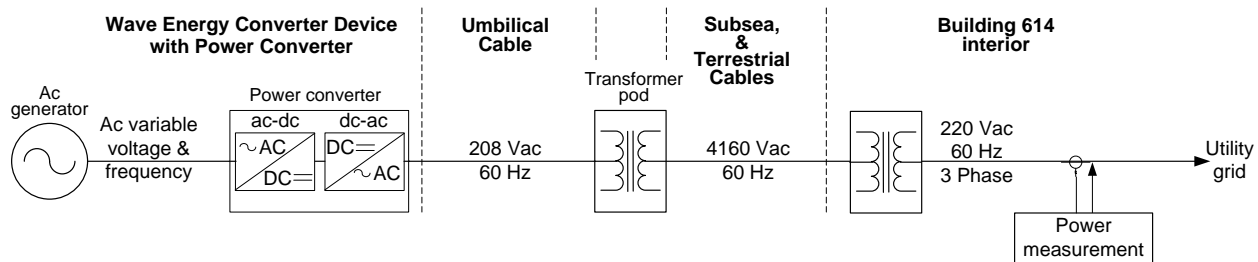 Wave Energy Converter Device
with Power Converter
Umbilical
Cable
Subsea,
&
Terrestrial
Cables
Building 614
interior
Ac
generator
Ac variable
voltage &
frequency
Power converter
ac-dc
dc-ac
AC
DC
DC
AC
208 Vac
60 Hz
Transformer
pod
4160 Vac
60 Hz
220 Vac
60 Hz
3 Phase
Utility
grid
Power
measurement